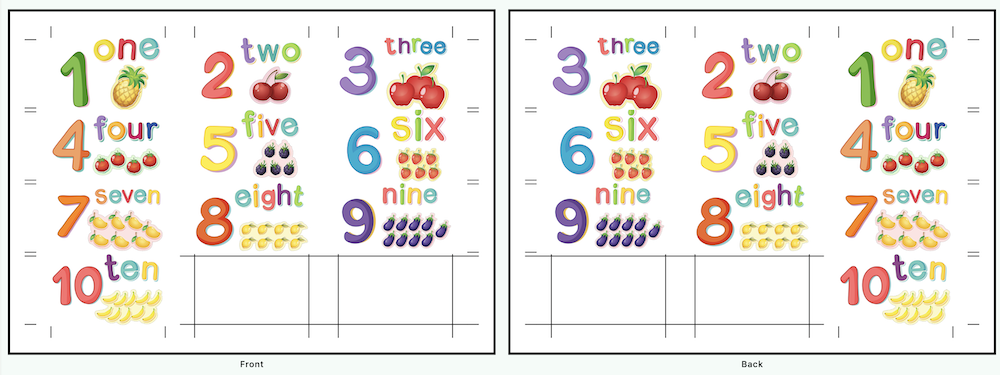 1 one
2 two
3 three
4 four
5 five
6 six
7 seven
8 eight
9 nine
10 ten
Front
3 three
2 two
1 one
6 six
5 five
4 four
9 nine
8 eight
7 seven
10 ten
Back